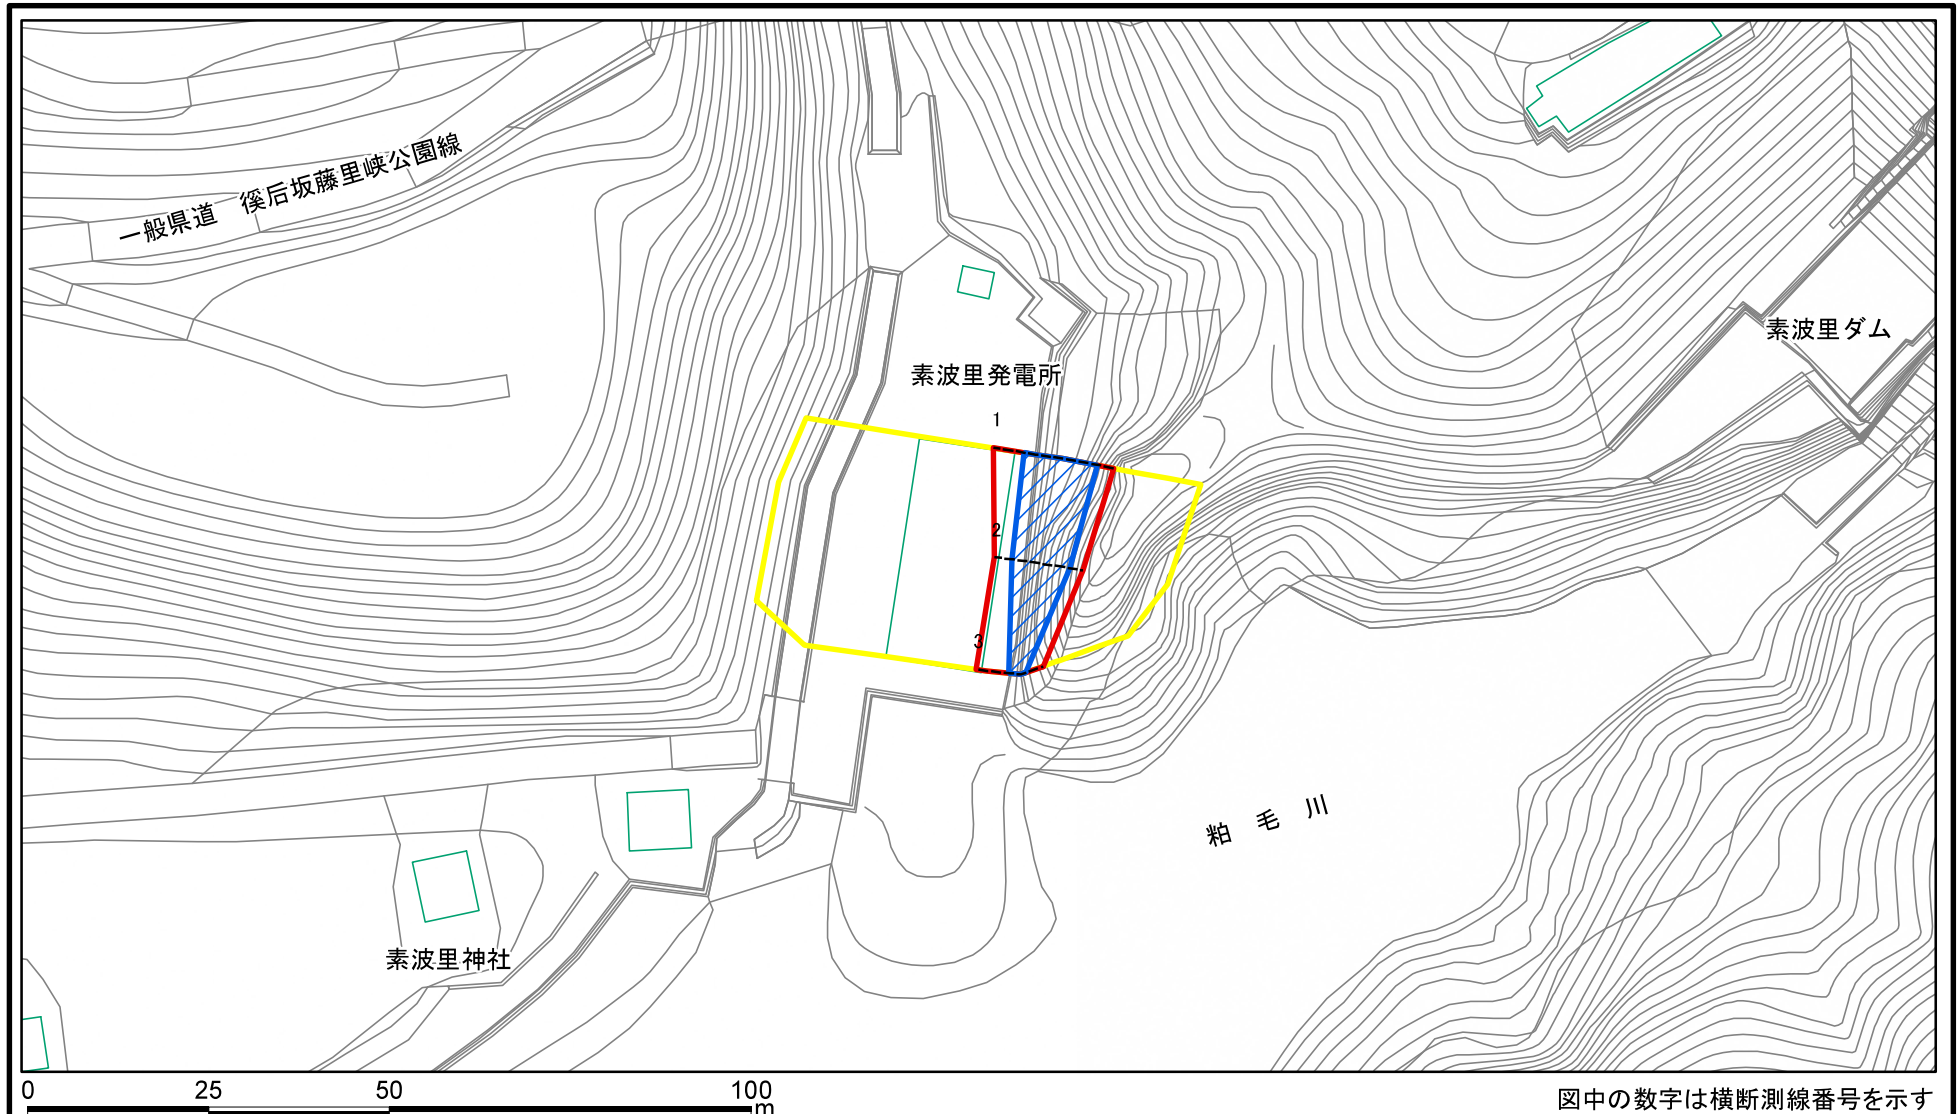 一般県道　徯后坂藤里峡公園線
素波里ダム
素波里発電所
1
2
3
粕毛川
素波里神社
0 25 50 100
m
図中の数字は横断測線番号を示す